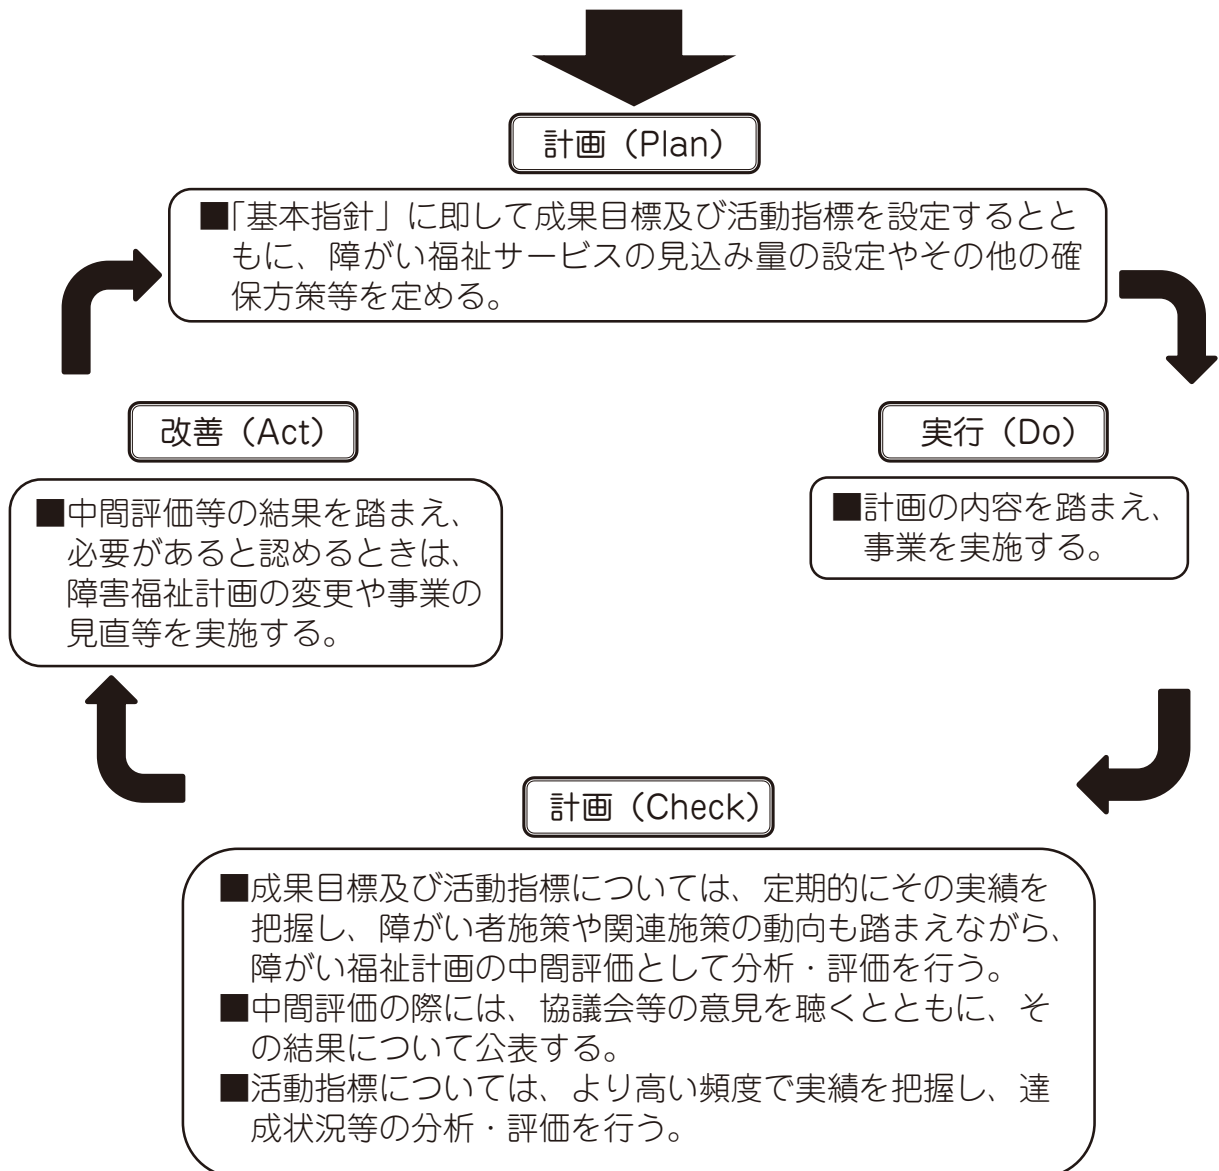 計画（Plan）
■「基本指針」に即して成果目標及び活動指標を設定するとと
もに、障がい福祉サービスの見込み量の設定やその他の確
保方策等を定める。
改善（Act）
実行（Do）
■中間評価等の結果を踏まえ、
必要があると認めるときは、
障害福祉計画の変更や事業の
見直等を実施する。
■計画の内容を踏まえ、
事業を実施する。
計画（Check）
■成果目標及び活動指標については、定期的にその実績を
把握し、障がい者施策や関連施策の動向も踏まえながら、
障がい福祉計画の中間評価として分析・評価を行う。
■中間評価の際には、協議会等の意見を聴くとともに、そ
の結果について公表する。
■活動指標については、より高い頻度で実績を把握し、達
成状況等の分析・評価を行う。